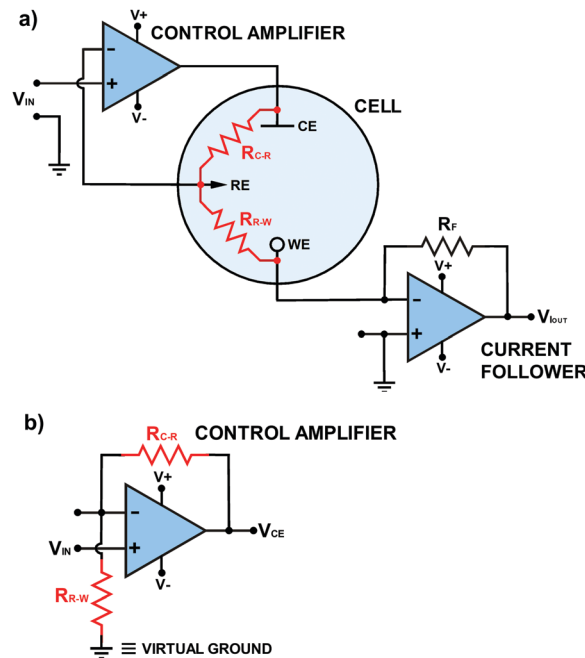 a)
V+
CONTROL AMPLIFIER
-
+
V-
VIN
CELL
CE
RC-R
RE
RR-W
WE
RF
V+
-
+
VIOUT
V-
CURRENT
FOLLOWER
b)
RC-R
CONTROL AMPLIFIER
V+
-
VCE
VIN
+
V-
RR-W
≡ VIRTUAL GROUND